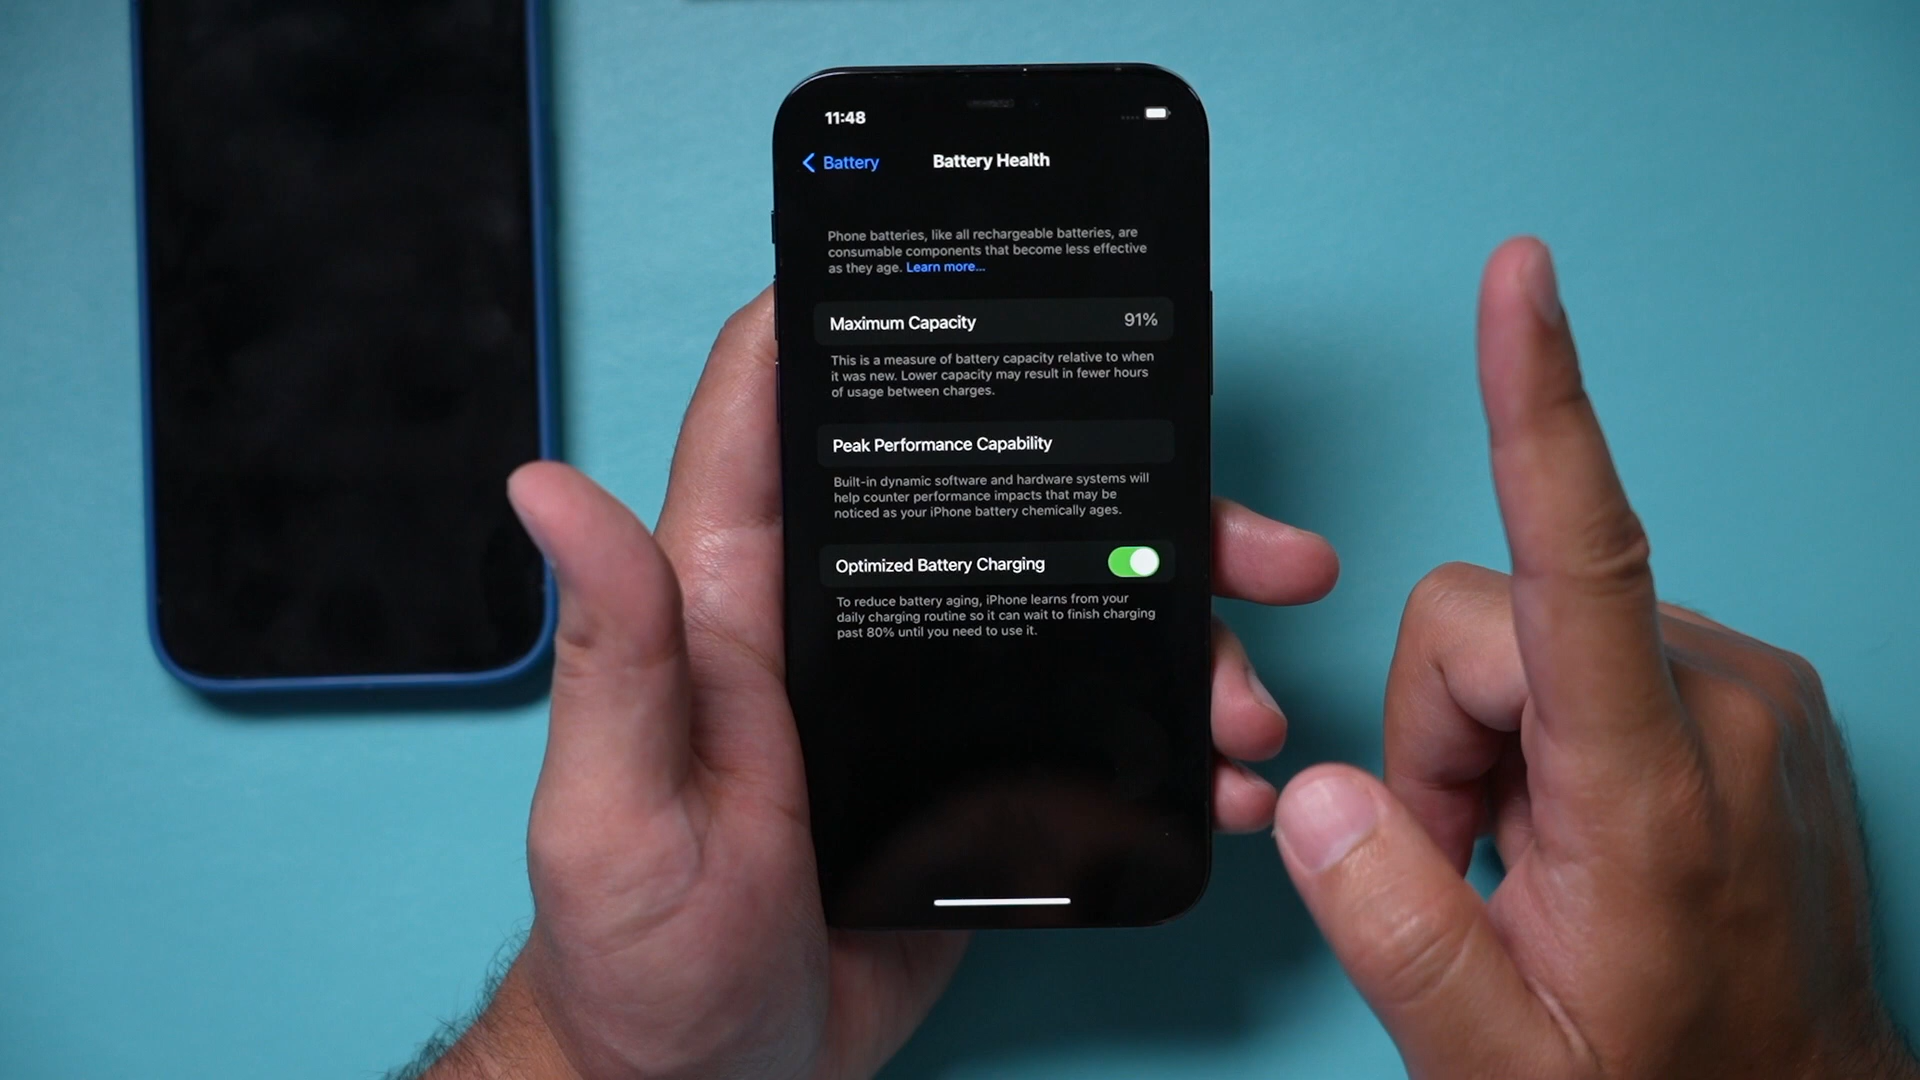 11:48
Battery
Battery Health
Phone batteries, like all rechargeable batteries, are
consumable components that become less effective
as they age. Learn more...
Maximum Capacity 91%
This is a measure of battery capacity relative to when
it was new. Lower capacity may result in fewer hours
of usage between charges.
Peak Performance Capability
Built-in dynamic software and hardware systems will
help counter performance impacts that may be
noticed as your iPhone battery chemically ages.
Optimized Battery Charging
To reduce battery aging, iPhone learns from your
daily charging routine so it can wait to finish charging
past 80% until you need to use it.